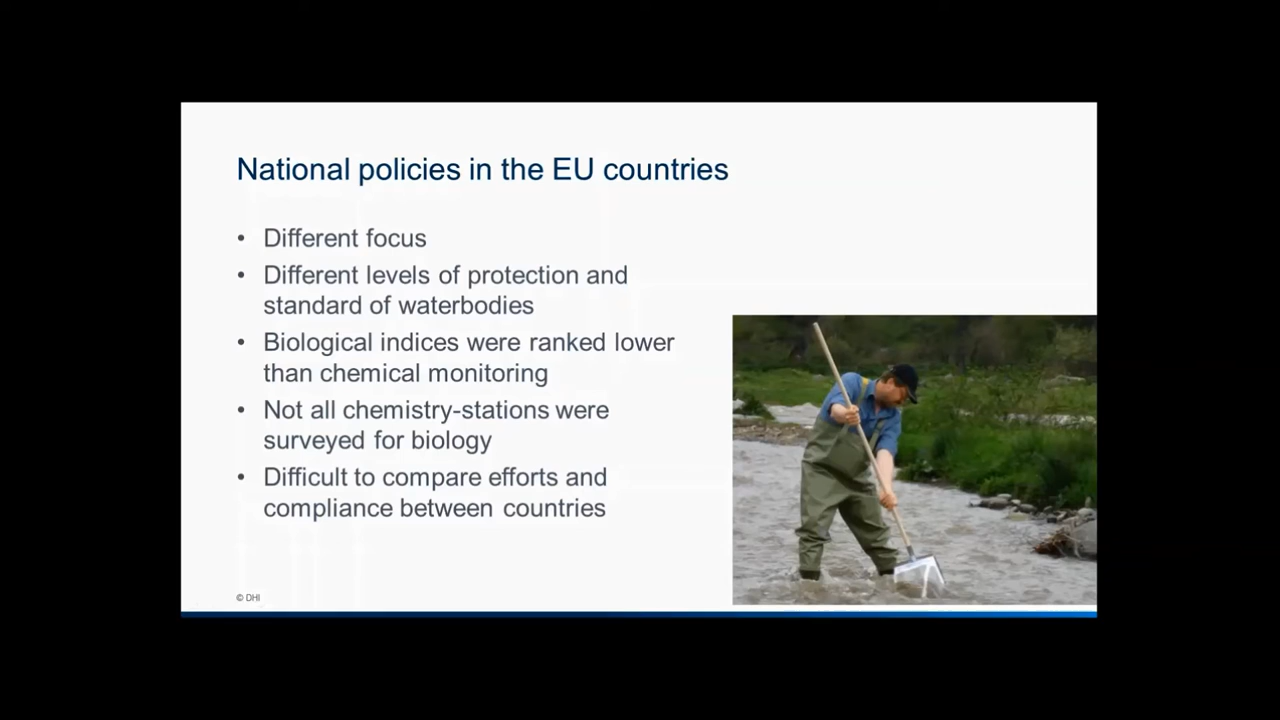 National policies in the EU countries
• Different focus
• Different levels of protection and
standard of waterbodies
• Biological indices were ranked lower
than chemical monitoring
• Not all chemistry-stations were
surveyed for biology
• Difficult to compare efforts and
compliance between countries
© DHI